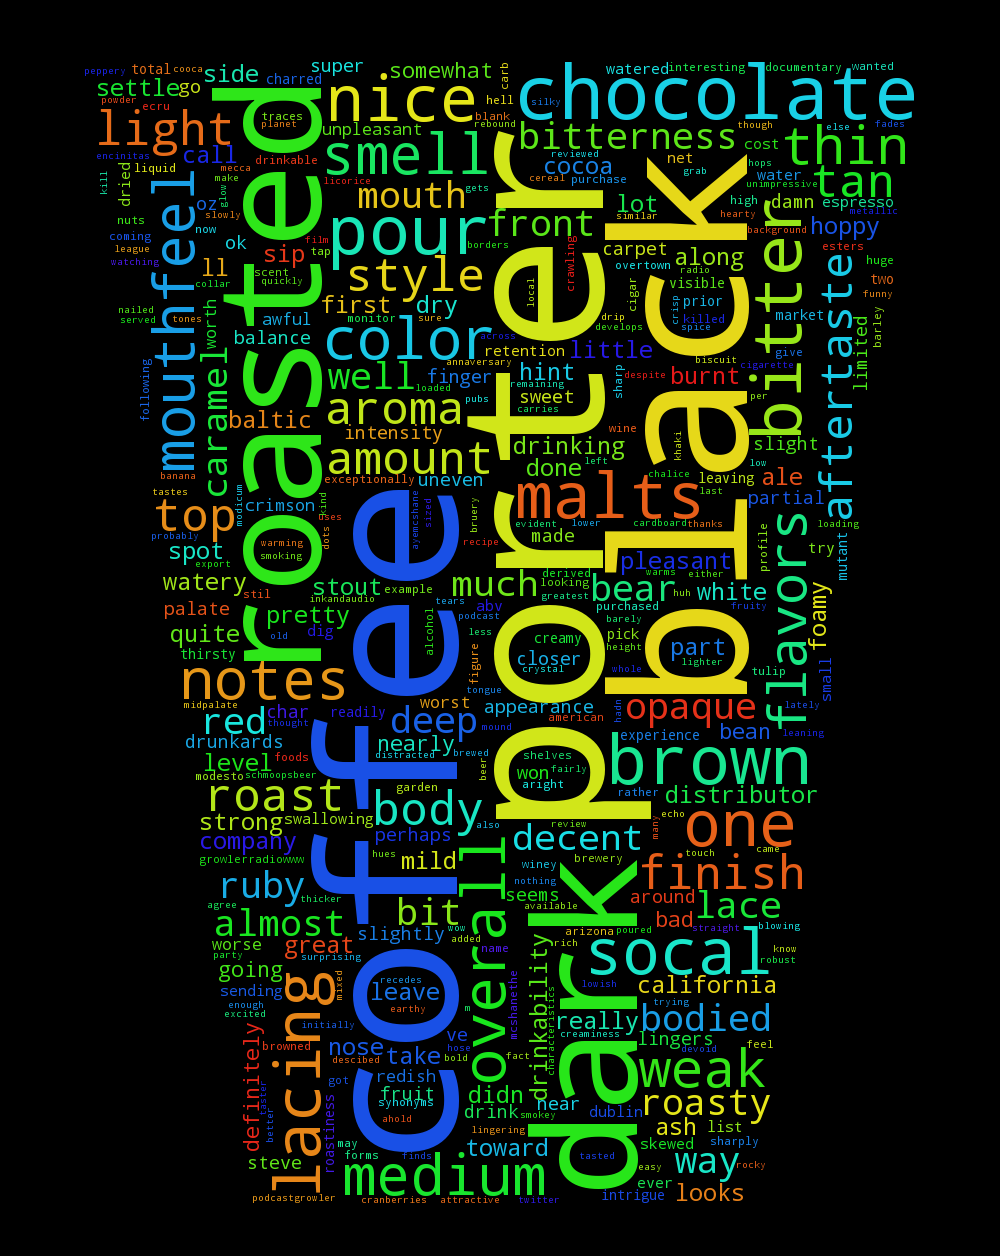 peppery total cooca side super somewhat carb chocolate watered interesting documentary wanted
settle go charred nice hell silky
powder ecru traces blank rebound though else fades
light planet unpleasant bitterness cost thin
encinitas call drinkable smell reviewed cocoa net hops
liquid mecca licorice cereal purchase grab water unimpressive tan
kill dried make glow mouth gets lot high damn espresso
nuts oz slowly pour front similar hearty metallic
coming now film borders carpet background hoppy
league ok sip tap crawling along esters
watching ll scent style overtown radio visible huge
mouthfeel collar quickly local cigar crisp prior two funny
roasted first dry drip killed market limited barley
nailed served tones worth awful monitor sure develops spice bitter aftertaste
balance color across retention little biscuit give
following caramel well annaversary hint sharp despite burnt cigarette
finger loaded pubs remaining sweet per
baltic aroma carries khaki
intensity wine slight
amount drinking left low
banana exceptionally uneven done chalice leaving ale
tastes modicum crimson kind malts last partial
top uses sized bruery evident lower cardboard thanks loading
probably dots ayemcshane recipe made profile try
spot warming smoking derived pleasant mutant
export stil looking warms either
watery stout example much greatest bear huh white foamy
inkandaudio tears abv purchased fruity
palate pretty podcast barely
quite dig alcohol less creamy pick part flavors
old height
thirsty figure closer lighter
crystal whole tulip
notes tongue small
midpalate worst appearance hadn opaque lately
red char readily deep mound american
thought experience bean leaning
drunkards nearly brewed
level foods distracted beer shelves brown
modesto schmoopsbeer won fairly
roast garden aright rather distributor
strong swallowing body also review many echo one
company perhaps hues decent touch came
growlerradiowww mild winey brewery finish
ruby nothing
agree thicker coffee porter black seems around
almost bit available lace
slightly wow arizona poured bad straight blowing
worse great added rich know
party surprising name socal robust
going mixed recedes overall
sending leave drinkability lowish california
enough earthy m mcshanethe characteristics trying
excited initially really bodied
lacing ve creaminess lingers
definitely browned nose take hose bold fact feel
descibed devoid
got redish dark weak
taster fruit didn
better roastiness synonyms drink smokey near dublin roasty
ahold lingering ash list
may toward skewed sharply
steve forms finds tasted easy way rocky
medium ever
podcastgrowler cranberries attractive twitter intrigue looks